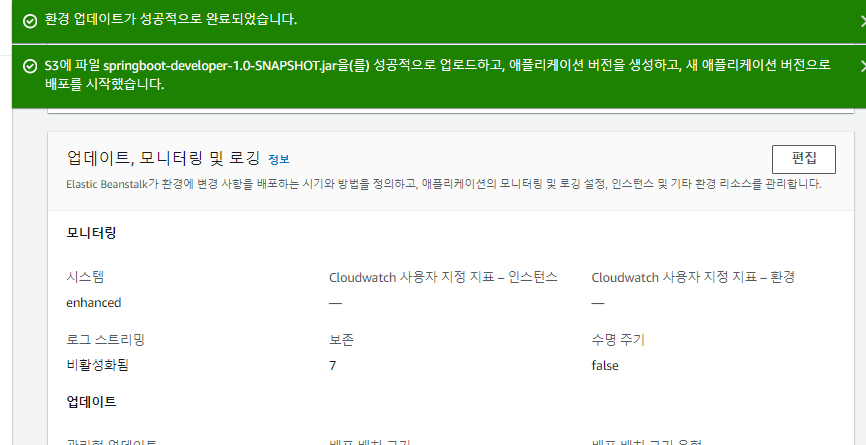 환경 업데이트가 성공적으로 완료되었습니다.
S3에 파일 springboot-developer-1.0-SNAPSHOT.jar을(를) 성공적으로 업로드하고, 애플리케이션 버전을 생성하고, 새 애플리케이션 버전으로
배포를 시작했습니다.
업데이트, 모니터링 및 로깅 정보
편집
Elastic Beanstalk가 환경에 변경 사항을 배포하는 시기와 방법을 정의하고, 애플리케이션의 모니터링 및 로깅 설정, 인스턴스 및 기타 환경 리소스를 관리합니다.
모니터링
시스템 Cloudwatch 사용자 지정 지표 – 인스턴스 Cloudwatch 사용자 지정 지표 – 환경
enhanced — —
로그 스트리밍 보존 수명 주기
비활성화됨 7 false
업데이트
관리형 업데이트 배포 배치 크기 배포 배치 크기 유형